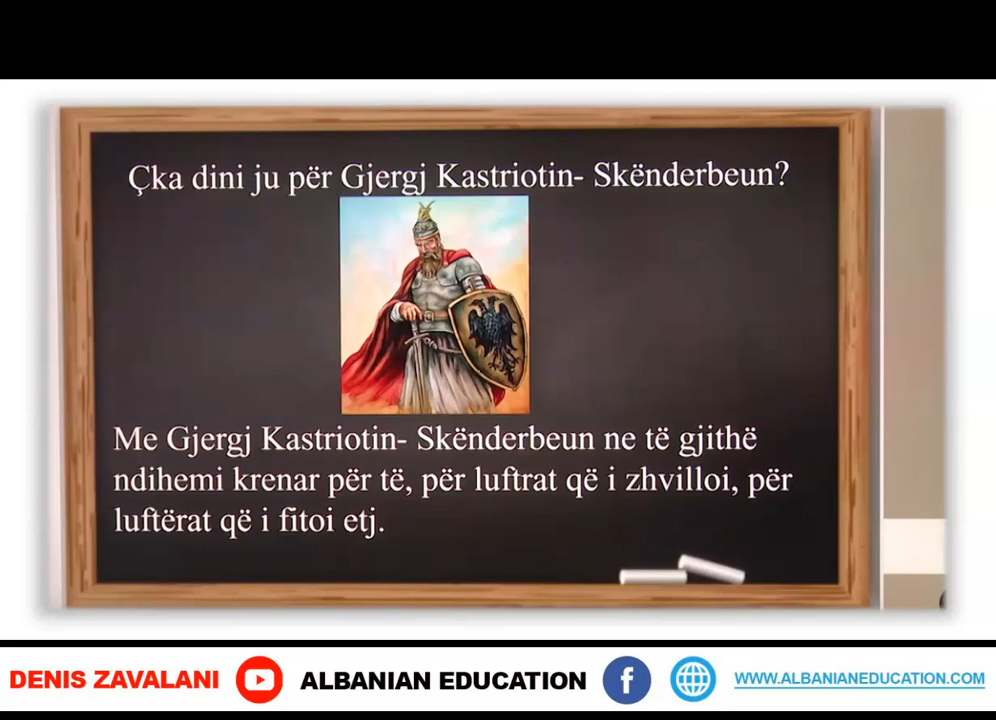 Çka dini ju për Gjergj Kastriotin- Skënderbeun?
Me Gjergj Kastriotin- Skënderbeun ne të gjithë
ndihemi krenar për të, për luftrat që i zhvilloi, për
luftërat që i fitoi etj.
DENIS ZAVALANI ALBANIAN EDUCATION f WWW.ALBANIANEDUCATION.COM